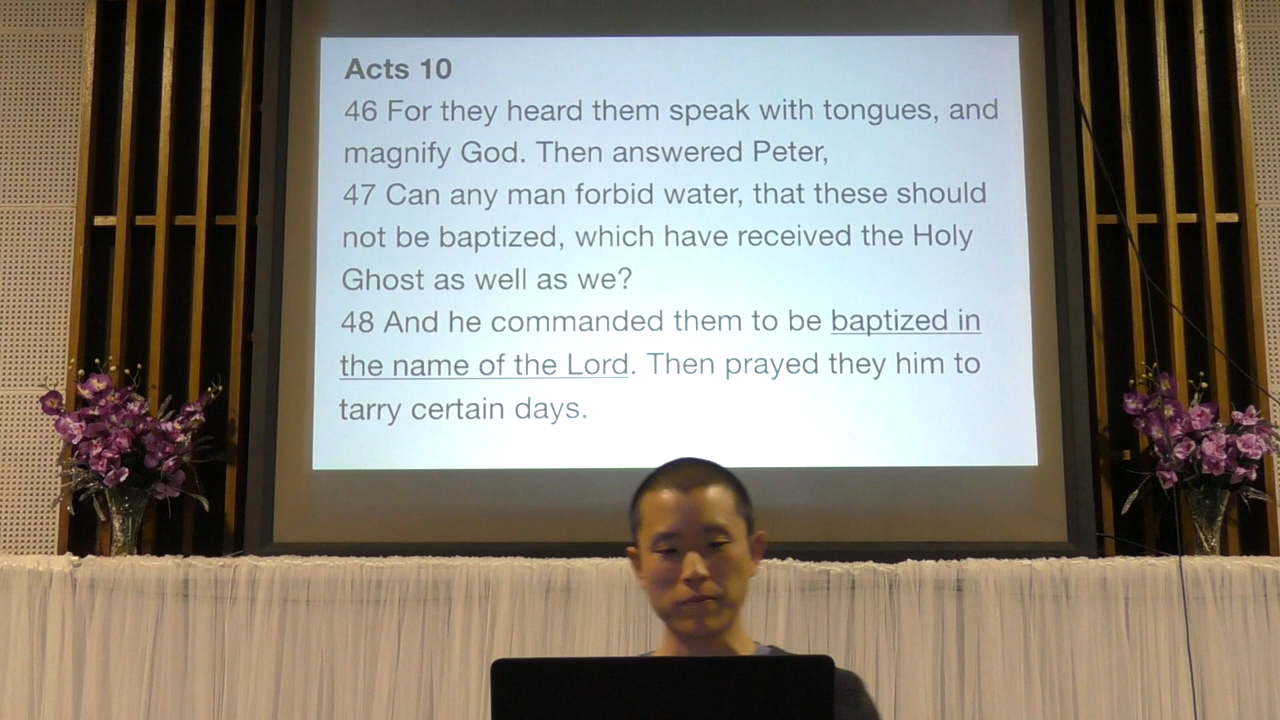 Acts 10
46 For they heard them speak with tongues, and
magnify God. Then answered Peter,
47 Can any man forbid water, that these should
not be baptized, which have received the Holy
Ghost as well as we?
48 And he commanded them to be baptized in
the name of the Lord. Then prayed they him to
tarry certain days.